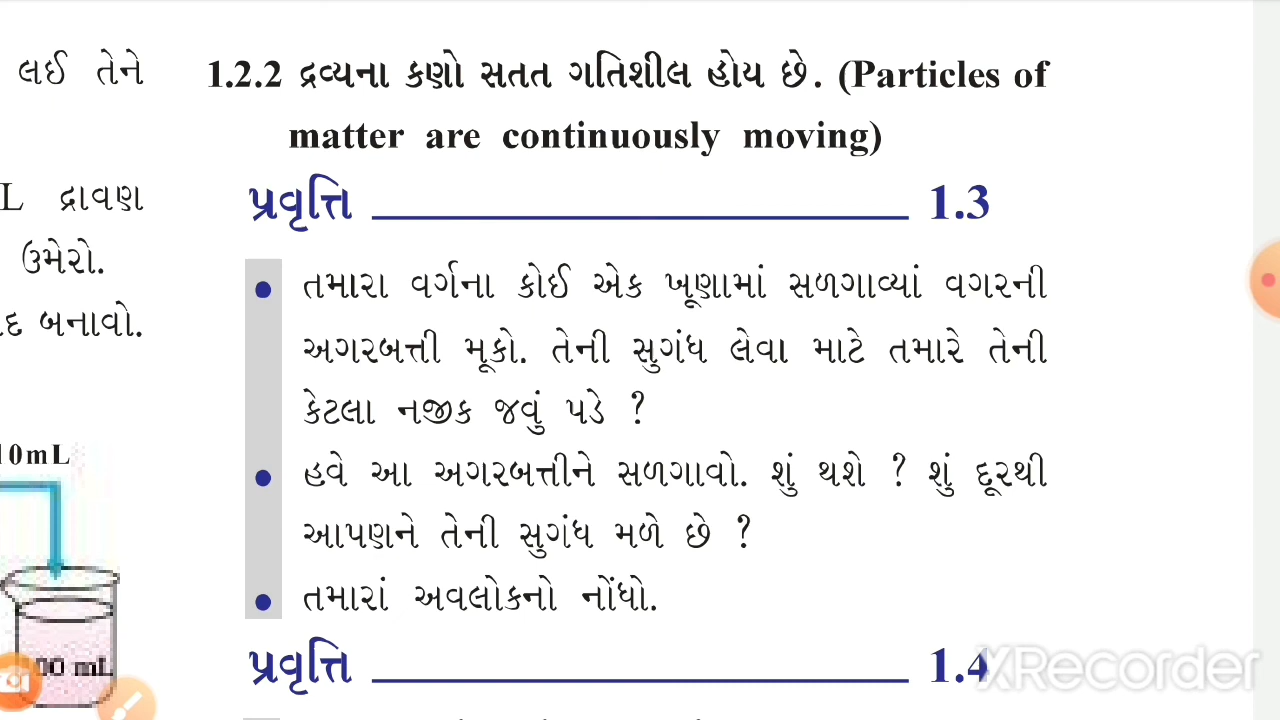 લઈ તેને
L દ્રાવણ
ઉમેરો.
બનાવો.
10mL
00 mL
1.2.2 દ્રવ્યના કણો સતત ગતિશીલ હોય છે. (Particles of
matter are continuously moving)
પ્રવૃત્તિ 1.3
• તમારા વર્ગના કોઈ એક ખૂણામાં સળગાવ્યાં વગરની
અગરબત્તી મૂકો. તેની સુગંધ લેવા માટે તમારે તેની
કેટલા નજીક જવું પડે ?
• હવે આ અગરબત્તીને સળગાવો. શું થશે ? શું દૂરથી
આપણને તેની સુગંધ મળે છે ?
• તમારાં અવલોકનો નોંધો.
પ્રવૃત્તિ 1.4
XRecorder